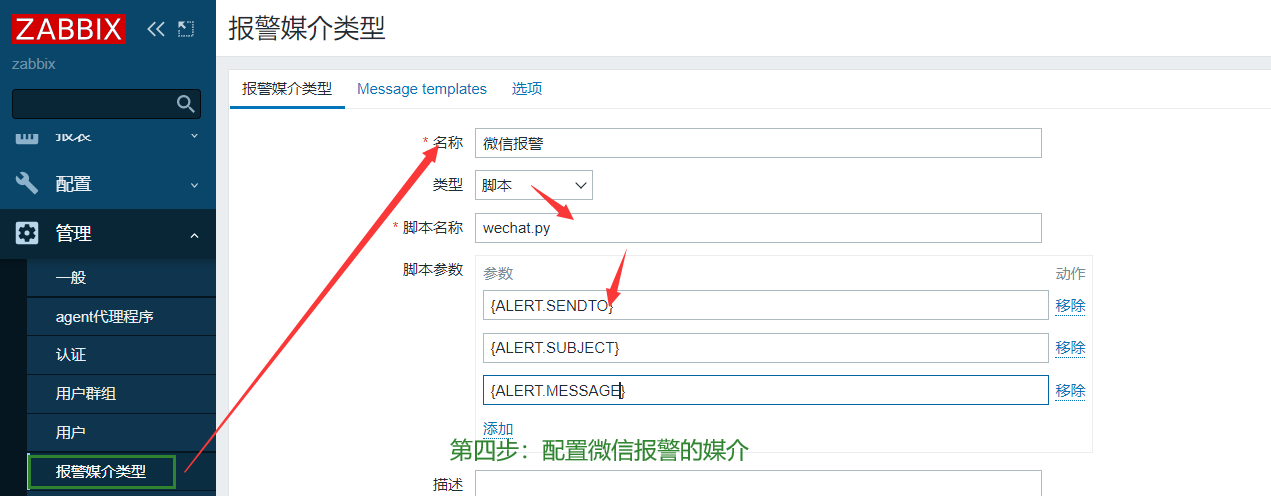 ZABBIX
zabbix
报表
配置
管理
一般
agent代理程序
认证
用户群组
用户
报警媒介类型
报警媒介类型
报警媒介类型 Message templates 选项
* 名称 微信报警
类型 脚本
* 脚本名称 wechat.py
脚本参数 参数 动作
{ALERT.SENDTO} 移除
{ALERT.SUBJECT} 移除
{ALERT.MESSAGE} 移除
添加
第四步：配置微信报警的媒介
描述